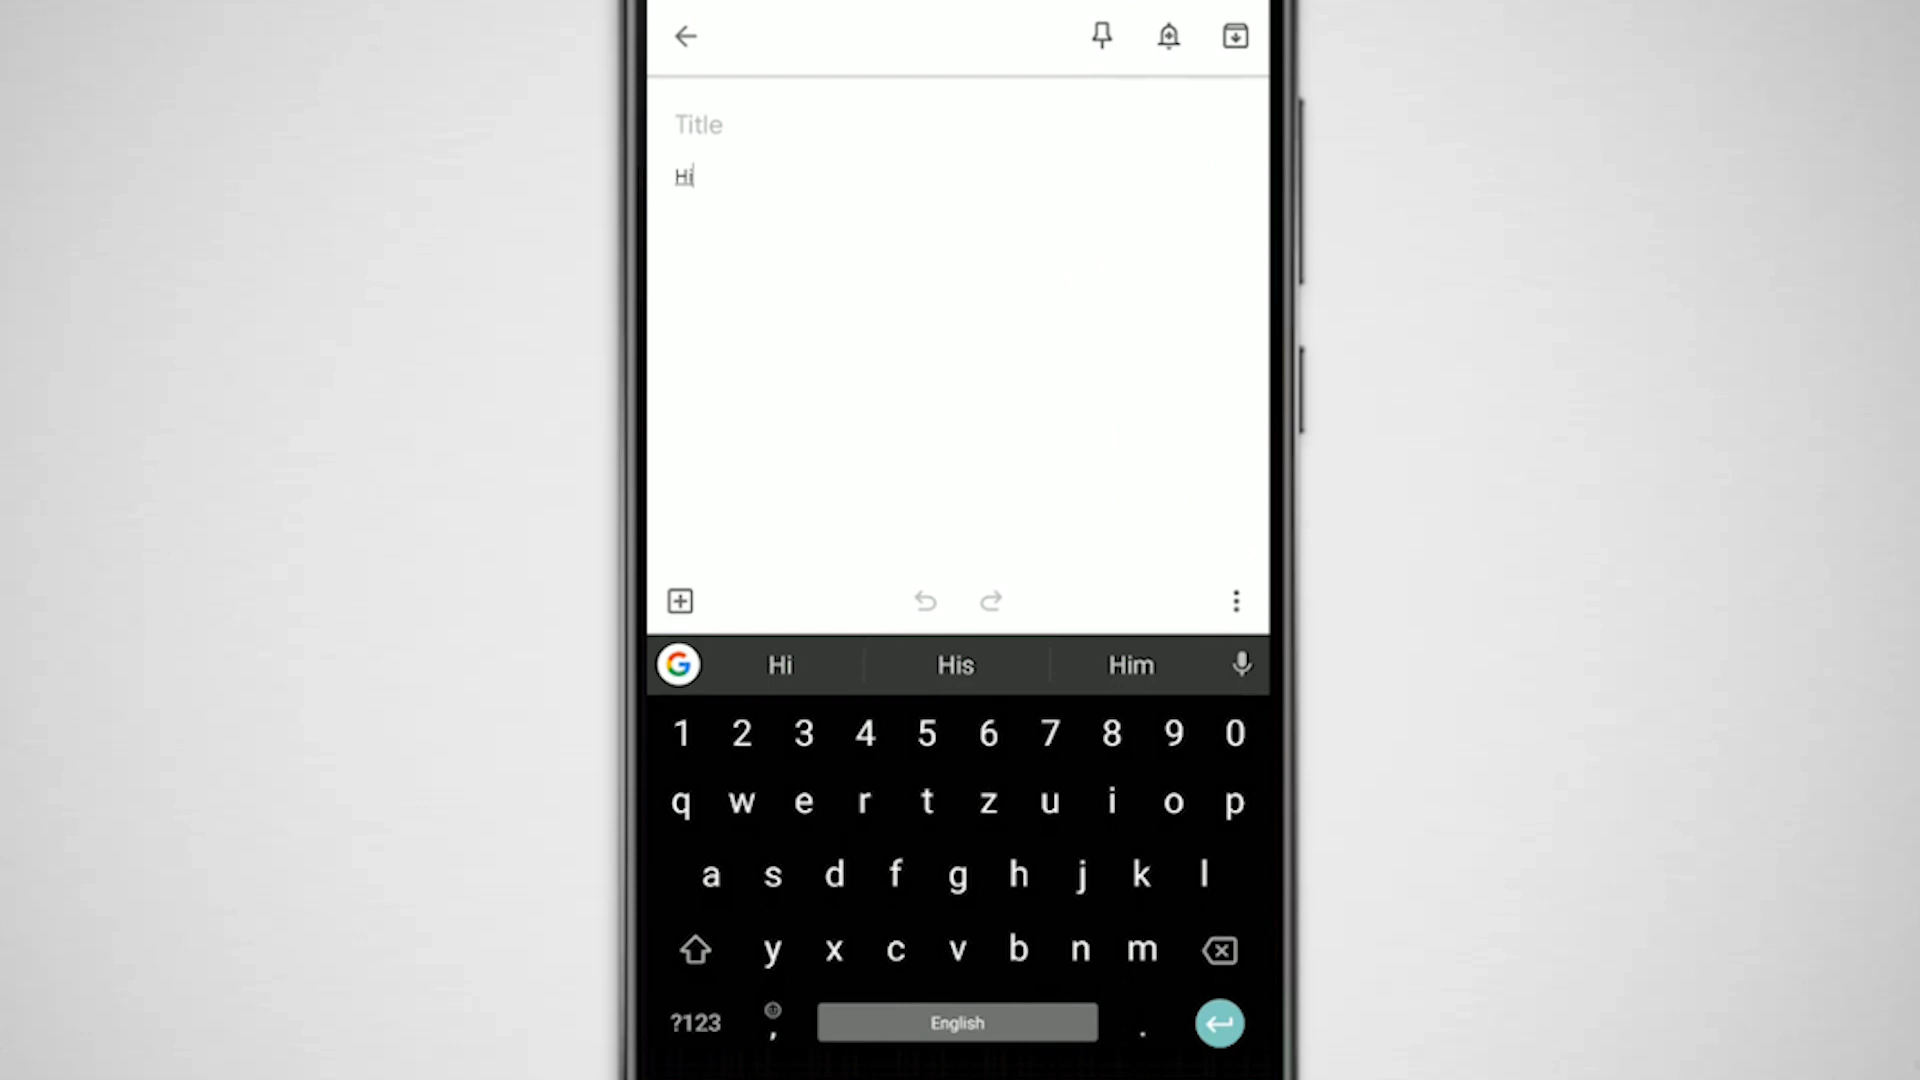 Title
Hi
G Hi His Him
1 2 3 4 5 6 7 8 9 0
q w e r t z u i o p
a s d f g h j k l
y x c v b n m
?123 , English .